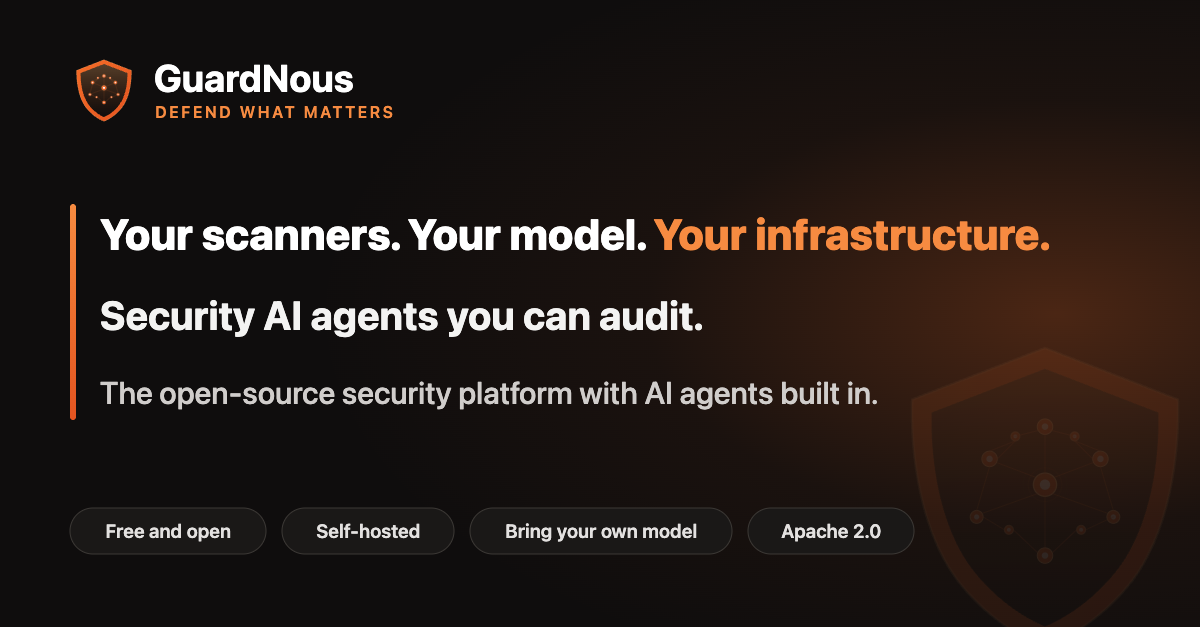 GuardNous
DEFEND WHAT MATTERS
Your scanners. Your model. Your infrastructure.
Security AI agents you can audit.
The open-source security platform with AI agents built in.
Free and open
Self-hosted
Bring your own model
Apache 2.0